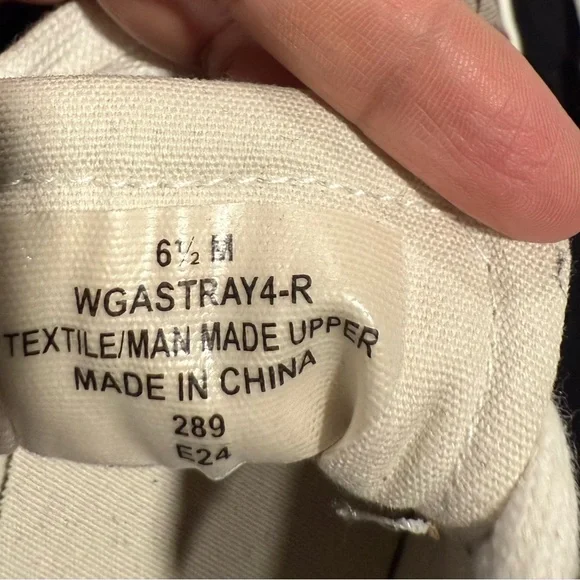 6½ M
WGASTRAY4-R
TEXTILE/MAN MADE UPPER
MADE IN CHINA
289
E24